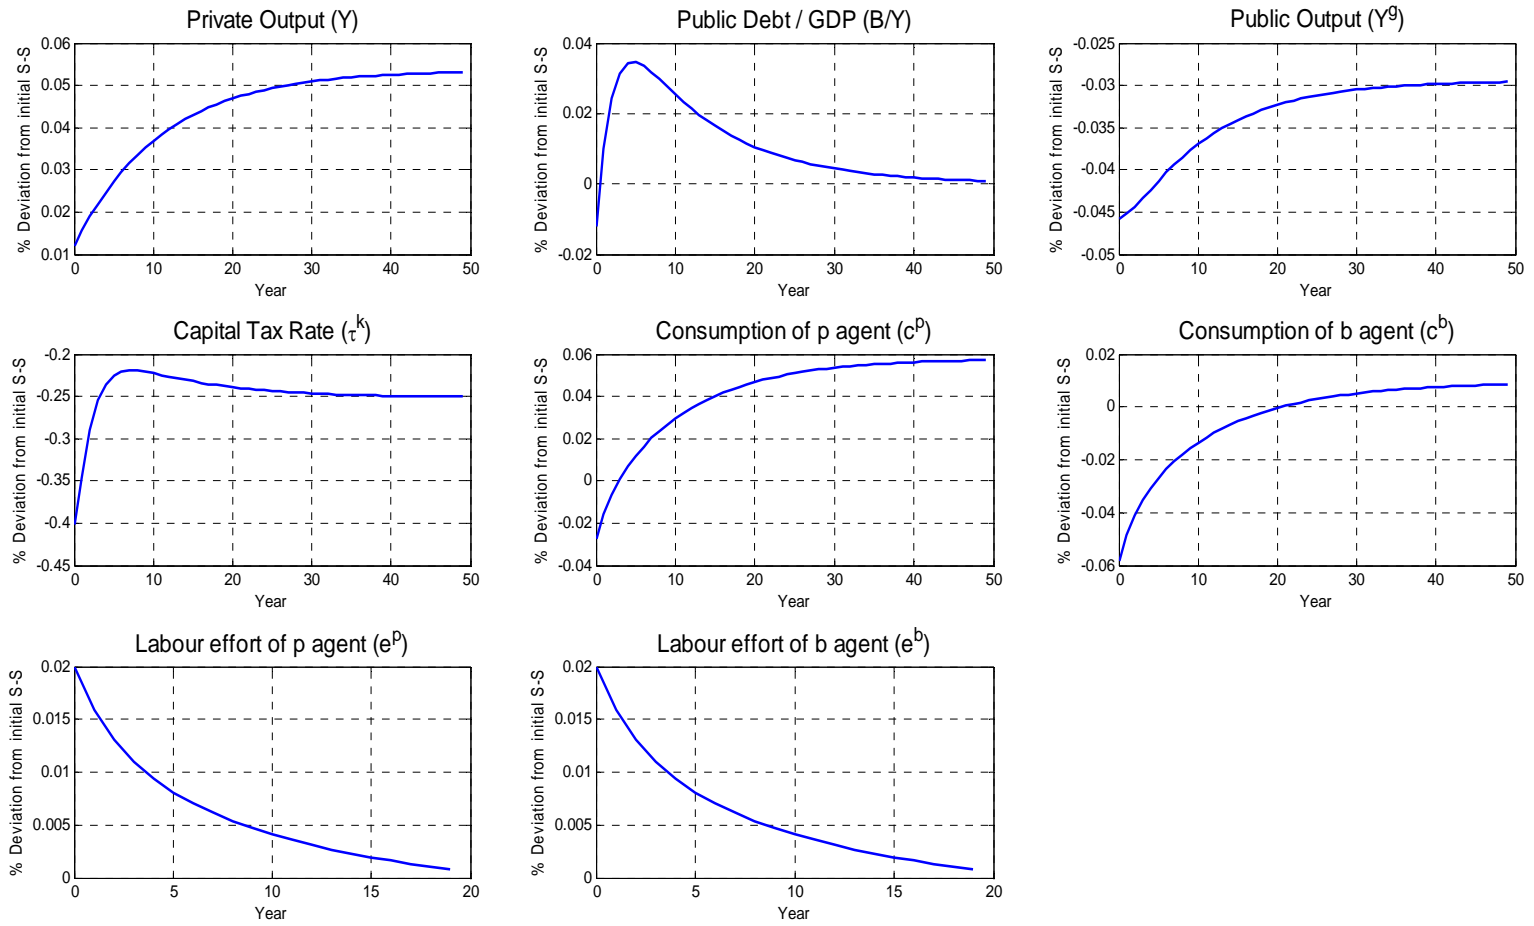 Private Output (Y)
% Deviation from initial S-S
0.06
0.05
0.04
0.03
0.02
0.01
0 10 20 30 40 50
Year
Public Debt / GDP (B/Y)
% Deviation from initial S-S
0.04
0.02
0
-0.02
0 10 20 30 40 50
Year
Public Output (Y^g)
% Deviation from initial S-S
-0.025
-0.03
-0.035
-0.04
-0.045
-0.05
0 10 20 30 40 50
Year
Capital Tax Rate (τ^k)
% Deviation from initial S-S
-0.2
-0.25
-0.3
-0.35
-0.4
-0.45
0 10 20 30 40 50
Year
Consumption of p agent (c^p)
% Deviation from initial S-S
0.06
0.04
0.02
0
-0.02
-0.04
0 10 20 30 40 50
Year
Consumption of b agent (c^b)
% Deviation from initial S-S
0.02
0
-0.02
-0.04
-0.06
0 10 20 30 40 50
Year
Labour effort of p agent (e^p)
% Deviation from initial S-S
0.02
0.015
0.01
0.005
0
0 5 10 15 20
Year
Labour effort of b agent (e^b)
% Deviation from initial S-S
0.02
0.015
0.01
0.005
0
0 5 10 15 20
Year